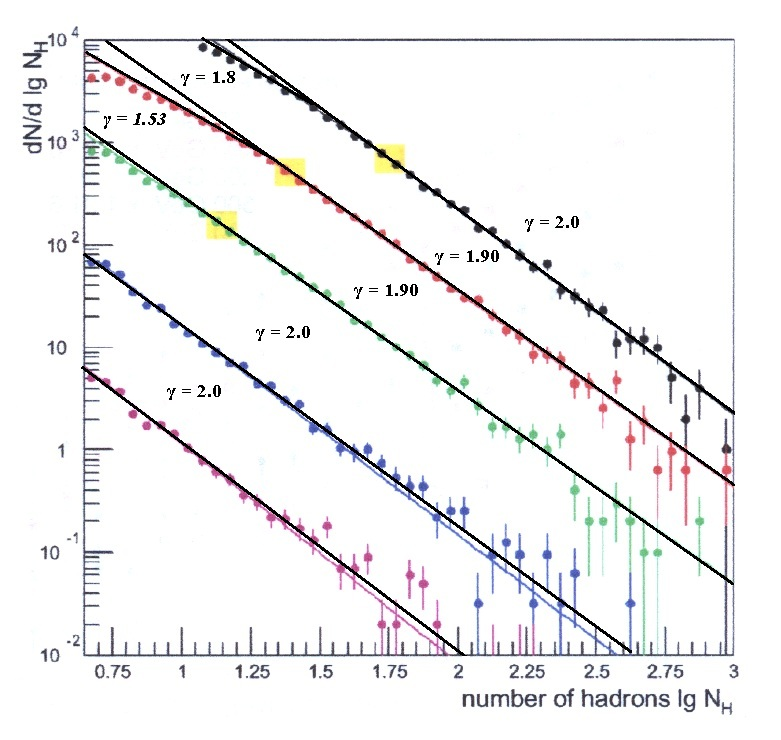 dN/d lg N_H
10^4
10^3
10^2
10
1
10^-1
10^-2
γ = 1.8
γ = 1.53
γ = 2.0
γ = 1.90
γ = 1.90
γ = 2.0
γ = 2.0
0.75 1 1.25 1.5 1.75 2 2.25 2.5 2.75 3
number of hadrons lg N_H